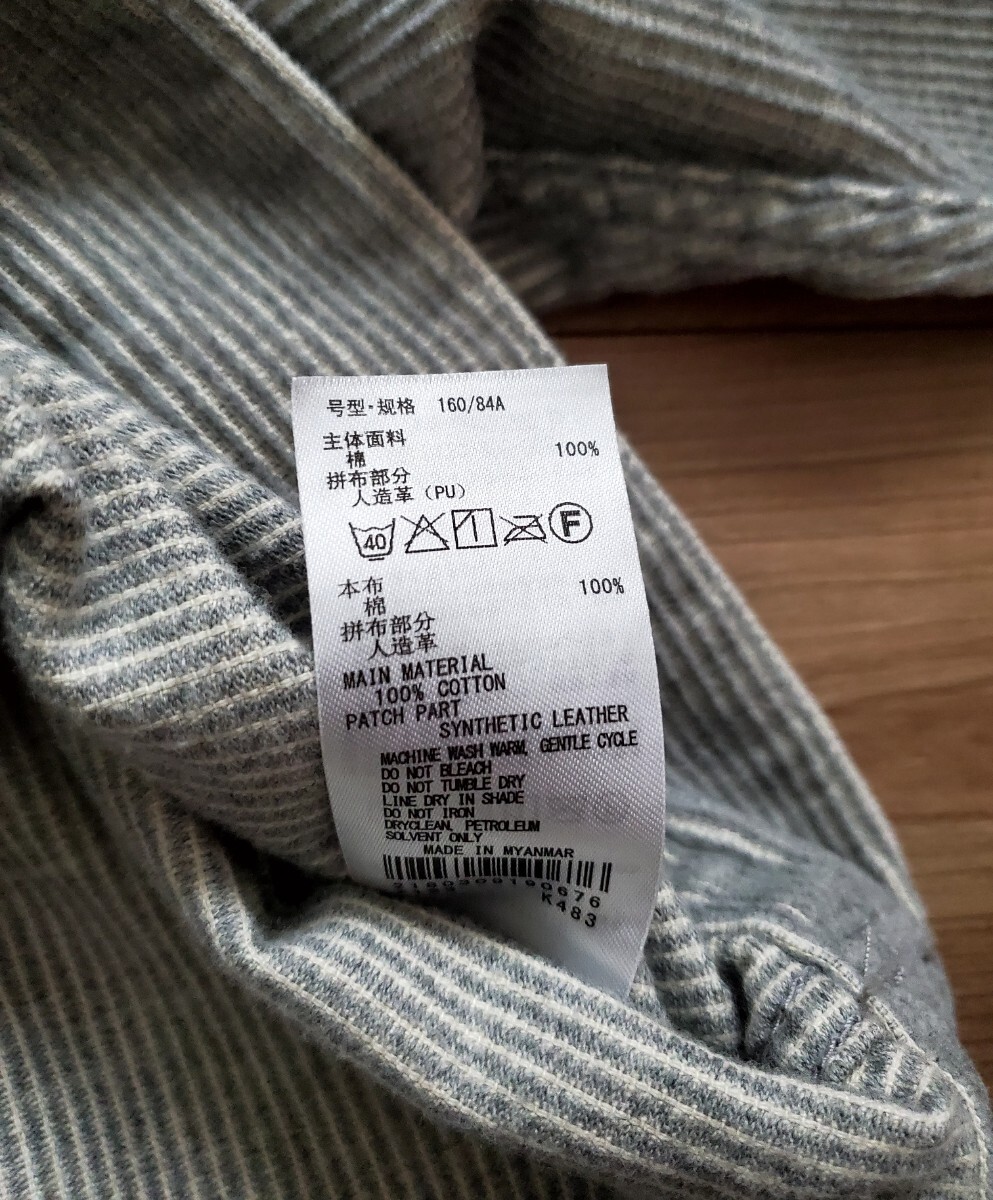 号型・规格 160/84A
主体面料
棉 100%
拼布部分
人造革（PU）
40 F
本布
棉 100%
拼布部分
人造革
MAIN MATERIAL
100% COTTON
PATCH PART
SYNTHETIC LEATHER
MACHINE WASH WARM, GENTLE CYCLE
DO NOT BLEACH
DO NOT TUMBLE DRY
LINE DRY IN SHADE
DO NOT IRON
DRYCLEAN, PETROLEUM
SOLVENT ONLY
MADE IN MYANMAR
K483